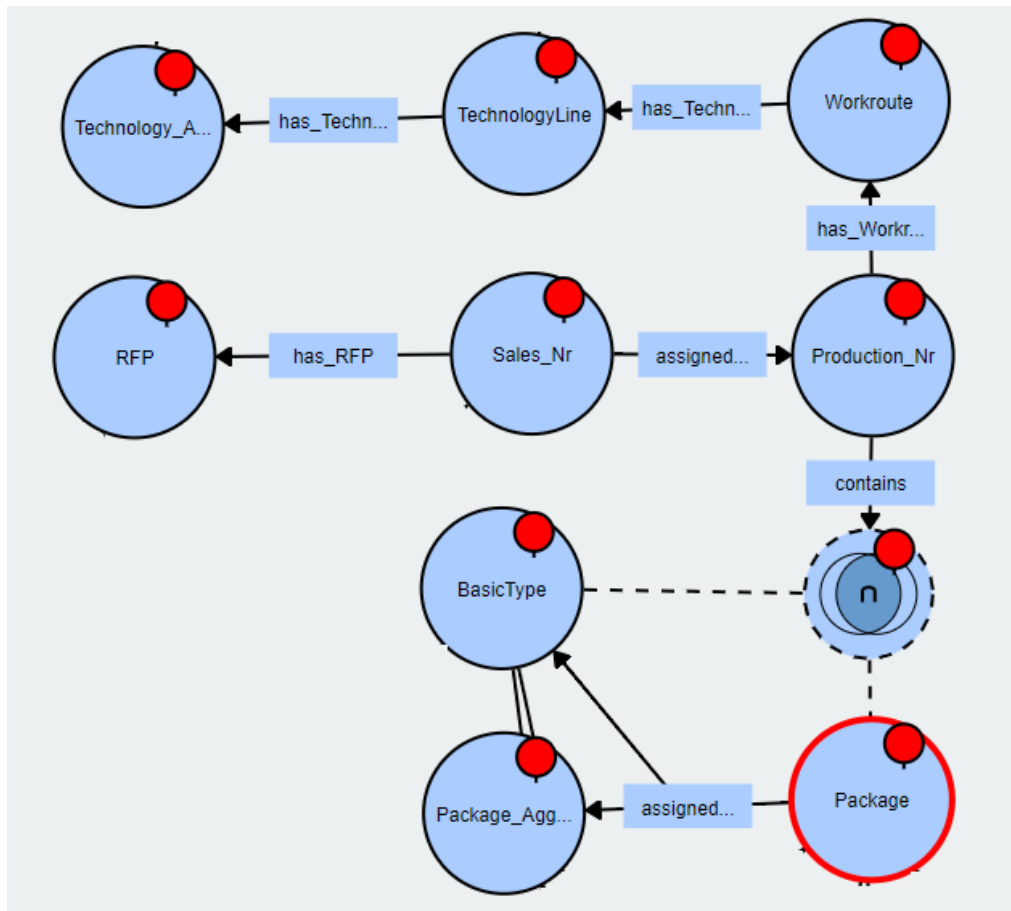 Technology_A...
has_Techn...
TechnologyLine
has_Techn...
Workroute
has_Workr...
RFP
has_RFP
Sales_Nr
assigned...
Production_Nr
contains
BasicType
∩
Package_Agg...
assigned...
Package